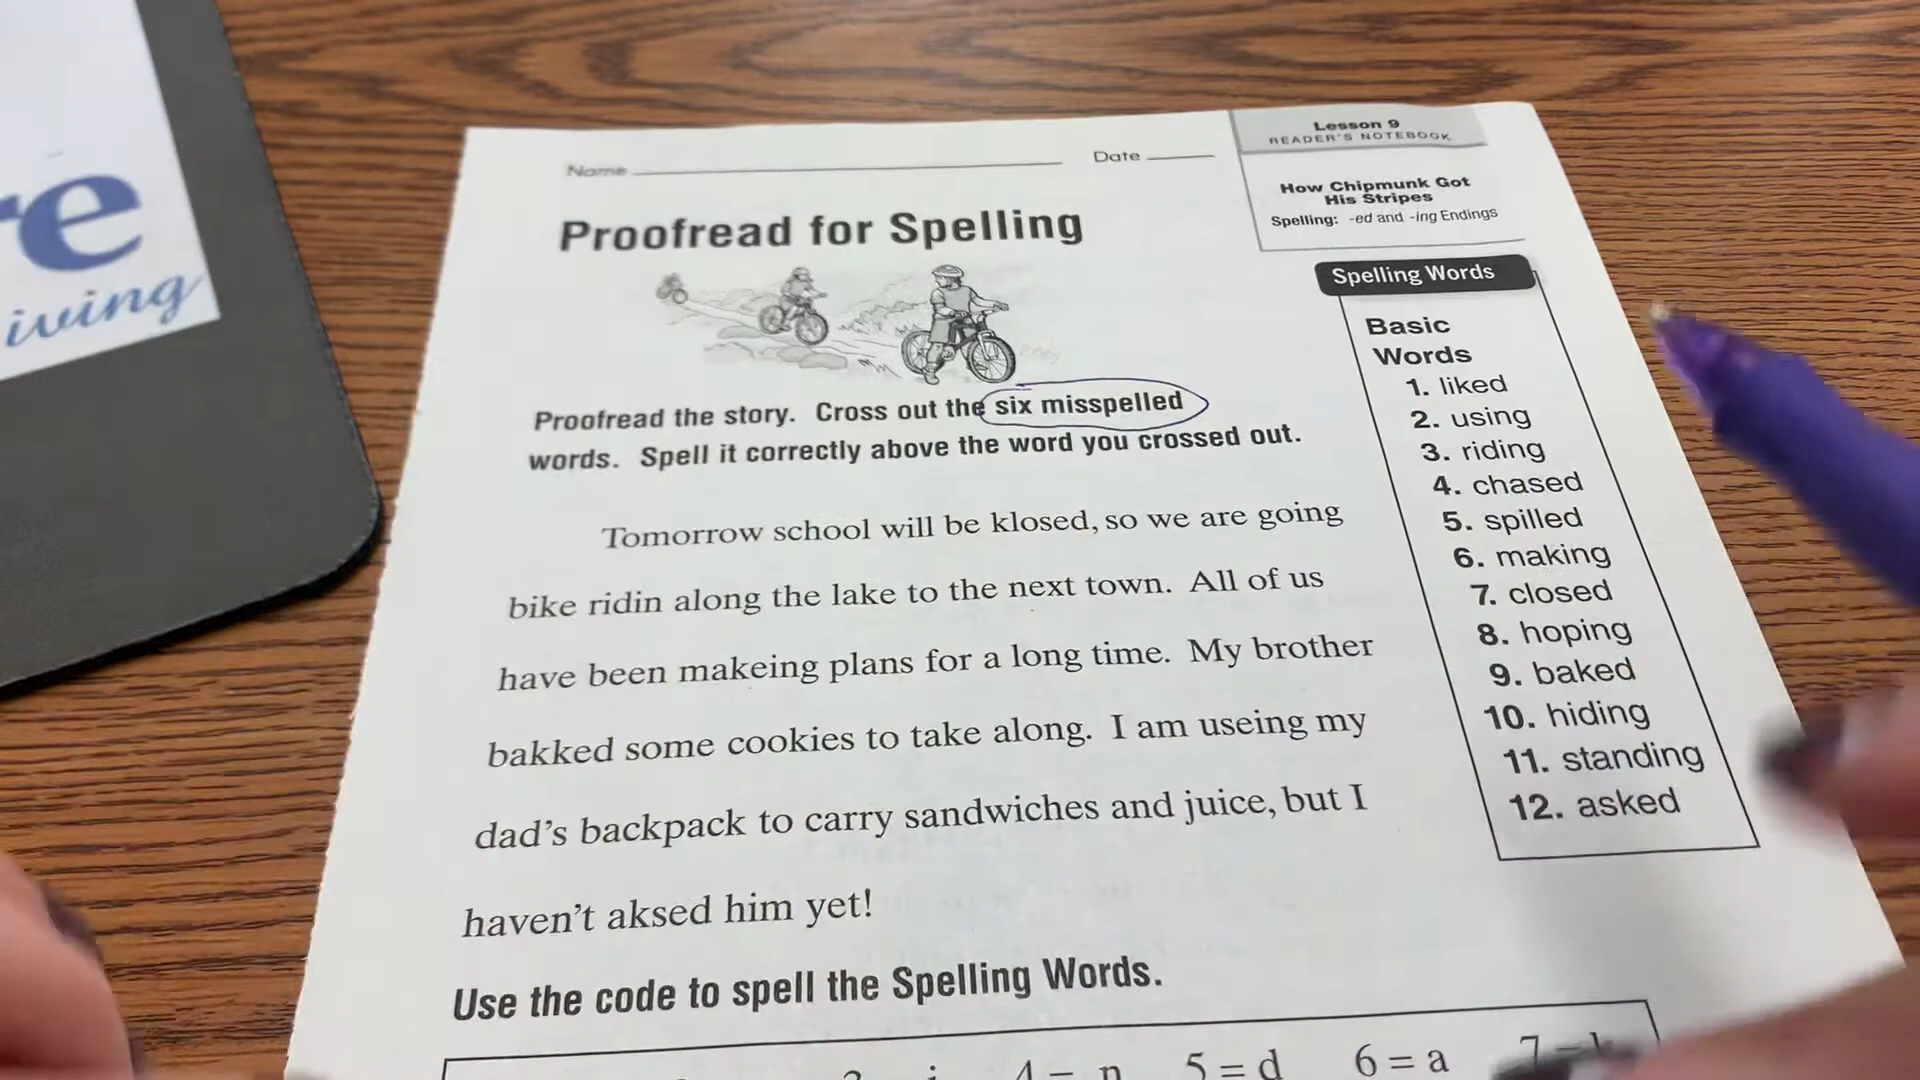 re
iving
Name
Date
Lesson 9
READER'S NOTEBOOK
How Chipmunk Got
His Stripes
Spelling: -ed and -ing Endings
Proofread for Spelling
Proofread the story. Cross out the six misspelled
words. Spell it correctly above the word you crossed out.
Tomorrow school will be klosed, so we are going
bike ridin along the lake to the next town. All of us
have been makeing plans for a long time. My brother
bakked some cookies to take along. I am useing my
dad's backpack to carry sandwiches and juice, but I
haven't aksed him yet!
Spelling Words
Basic
Words
1. liked
2. using
3. riding
4. chased
5. spilled
6. making
7. closed
8. hoping
9. baked
10. hiding
11. standing
12. asked
Use the code to spell the Spelling Words.
4 = n 5 = d 6 = a